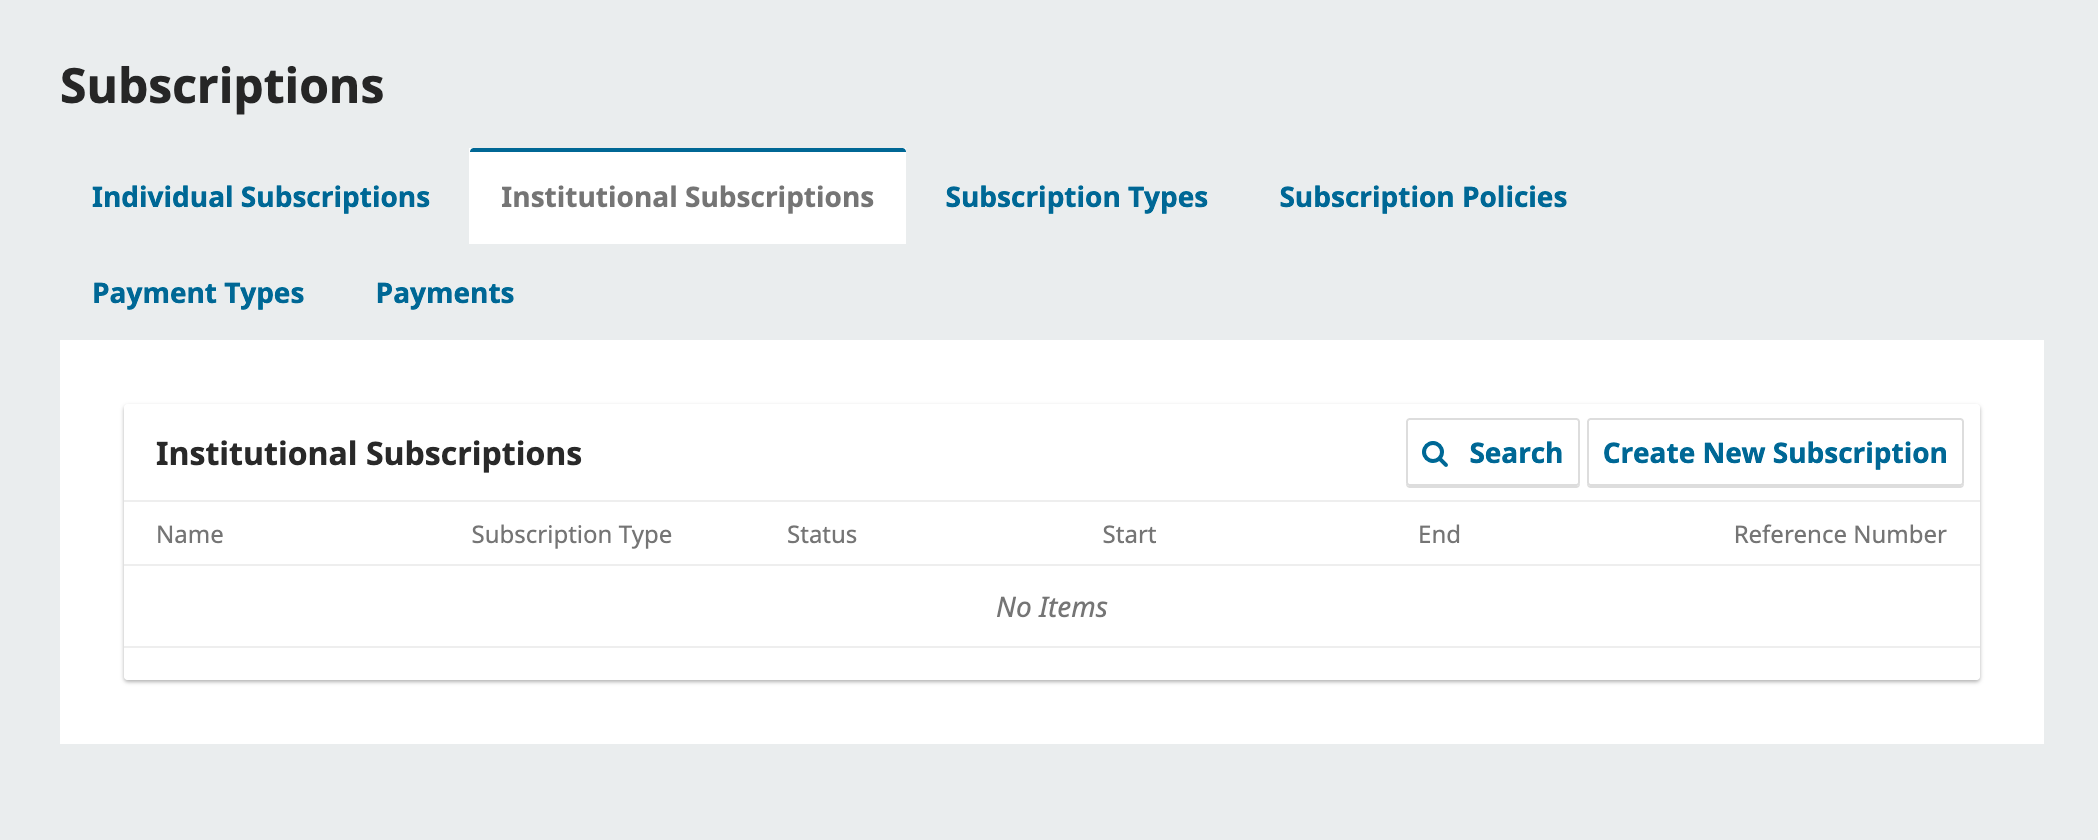 Subscriptions
Individual Subscriptions Institutional Subscriptions Subscription Types Subscription Policies
Payment Types Payments
Institutional Subscriptions Search Create New Subscription
Name Subscription Type Status Start End Reference Number
No Items